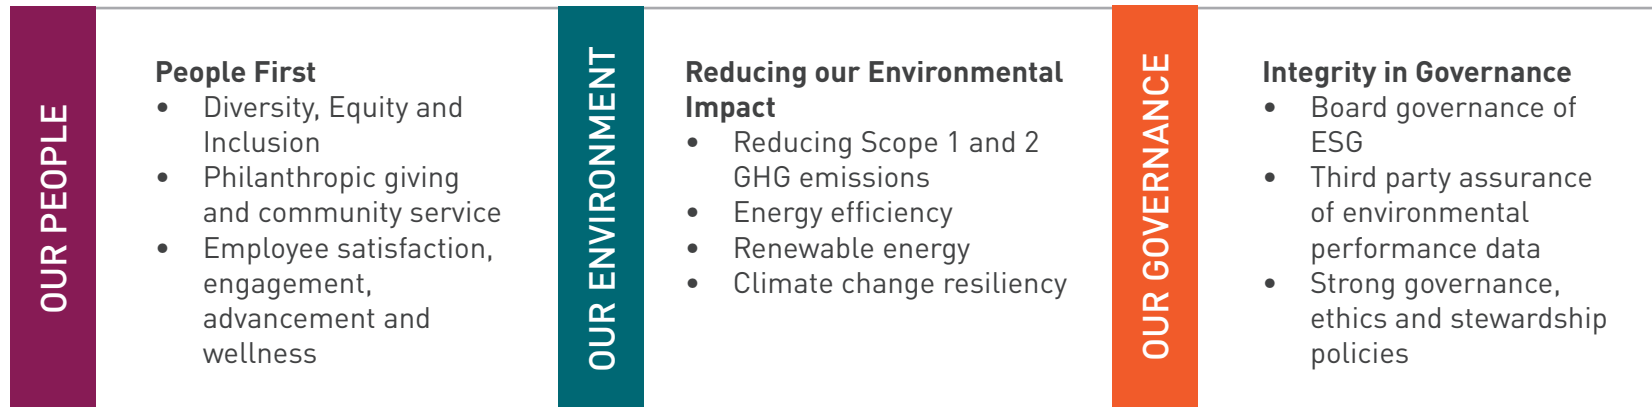 OUR PEOPLE
People First
• Diversity, Equity and
Inclusion
• Philanthropic giving
and community service
• Employee satisfaction,
engagement,
advancement and
wellness
OUR ENVIRONMENT
Reducing our Environmental
Impact
• Reducing Scope 1 and 2
GHG emissions
• Energy efficiency
• Renewable energy
• Climate change resiliency
OUR GOVERNANCE
Integrity in Governance
• Board governance of
ESG
• Third party assurance
of environmental
performance data
• Strong governance,
ethics and stewardship
policies